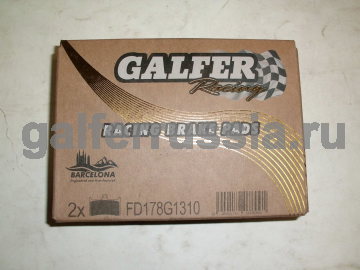 GALFER
Racing
RACING BRAKE PADS
galferrussia.ru
BARCELONA
2x FD178G1310